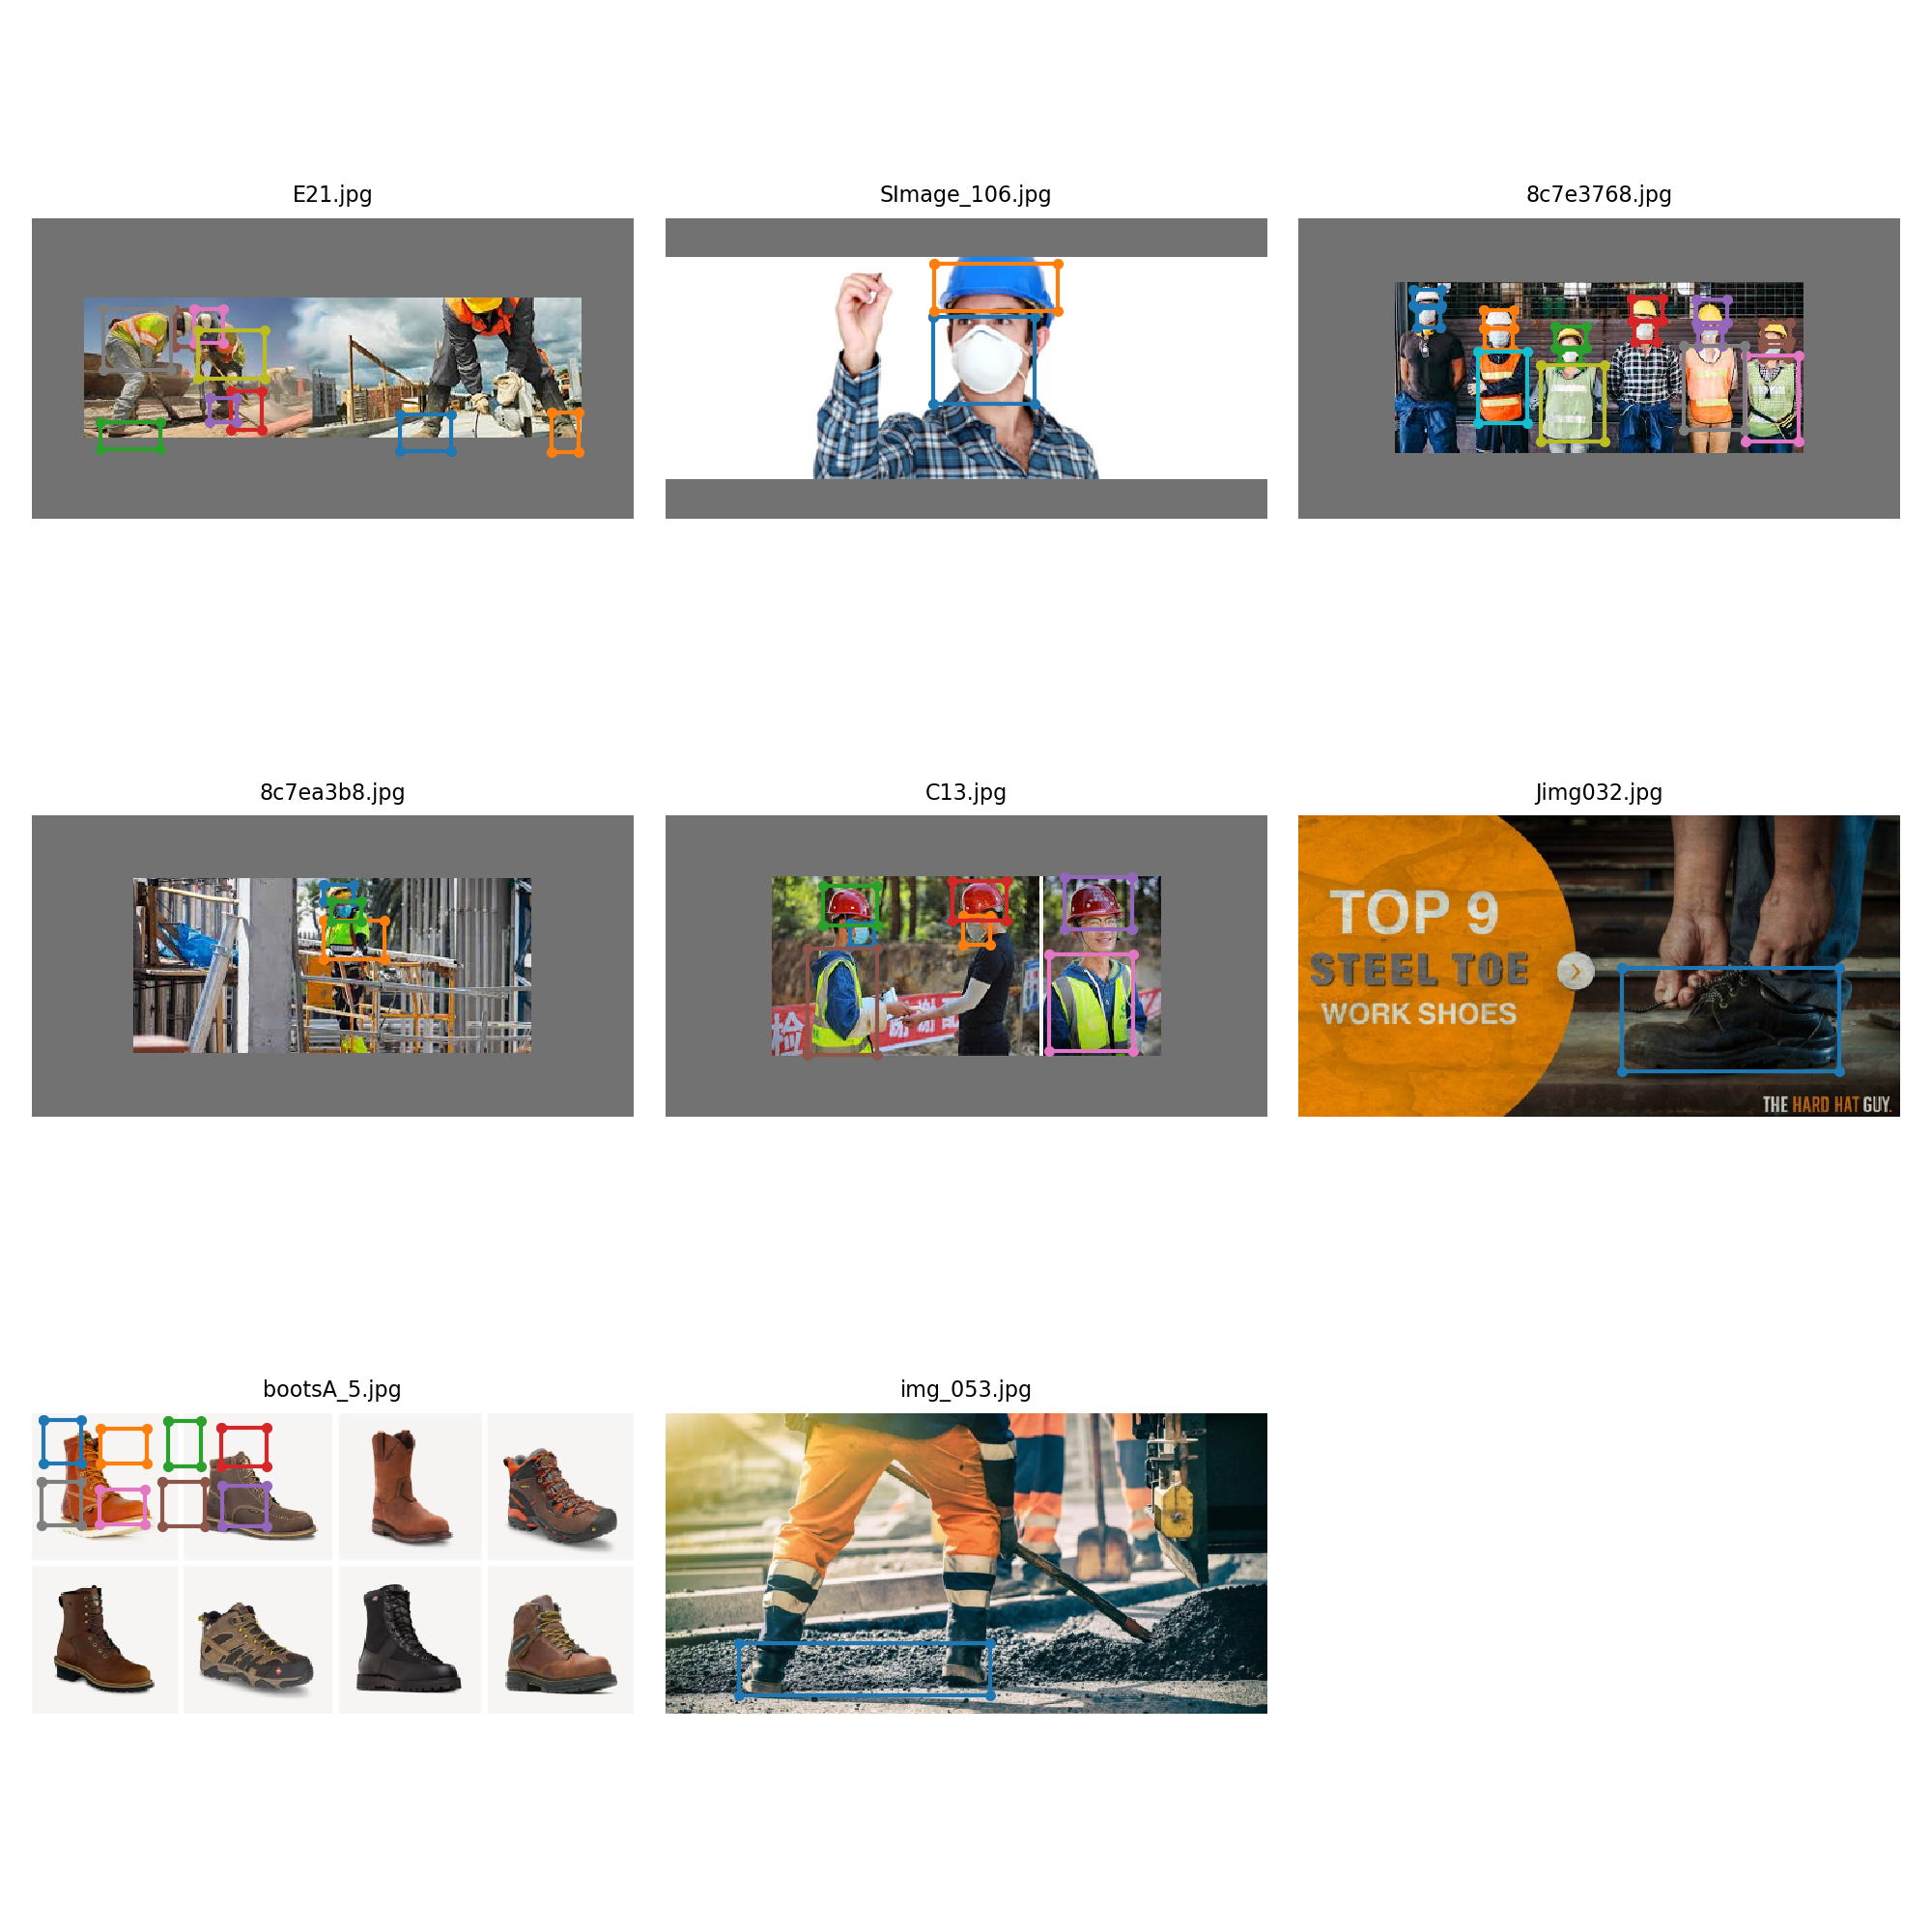 E21.jpg
SImage_106.jpg
8c7e3768.jpg
8c7ea3b8.jpg
C13.jpg
Jimg032.jpg
TOP 9
STEEL TOE
WORK SHOES
THE HARD HAT GUY.
bootsA_5.jpg
img_053.jpg